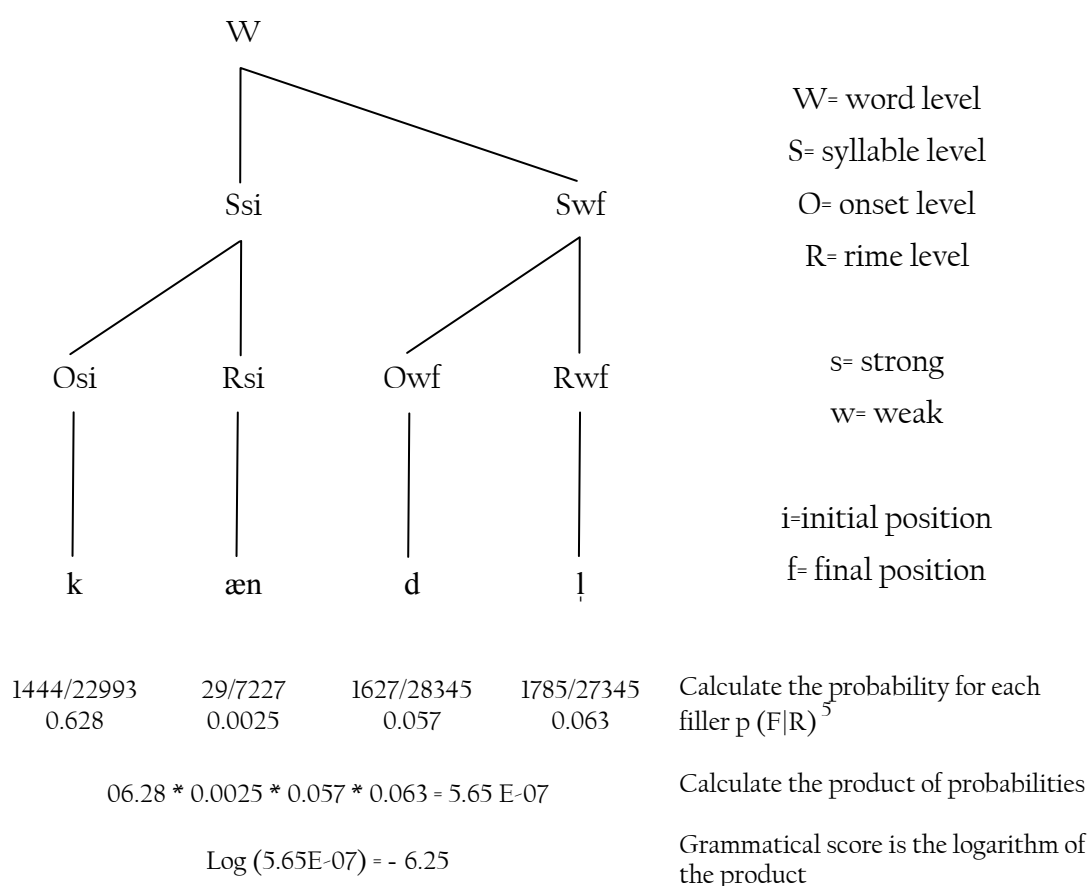 W
Ssi Swf
Osi Rsi Owf Rwf
k æn d l̩
W= word level
S= syllable level
O= onset level
R= rime level
s= strong
w= weak
i=initial position
f= final position
1444/22993 29/7227 1627/28345 1785/27345
0.628 0.0025 0.057 0.063
Calculate the probability for each
filler p (F|R) 5
06.28 * 0.0025 * 0.057 * 0.063 = 5.65 E-07
Calculate the product of probabilities
Log (5.65E-07) = - 6.25
Grammatical score is the logarithm of
the product